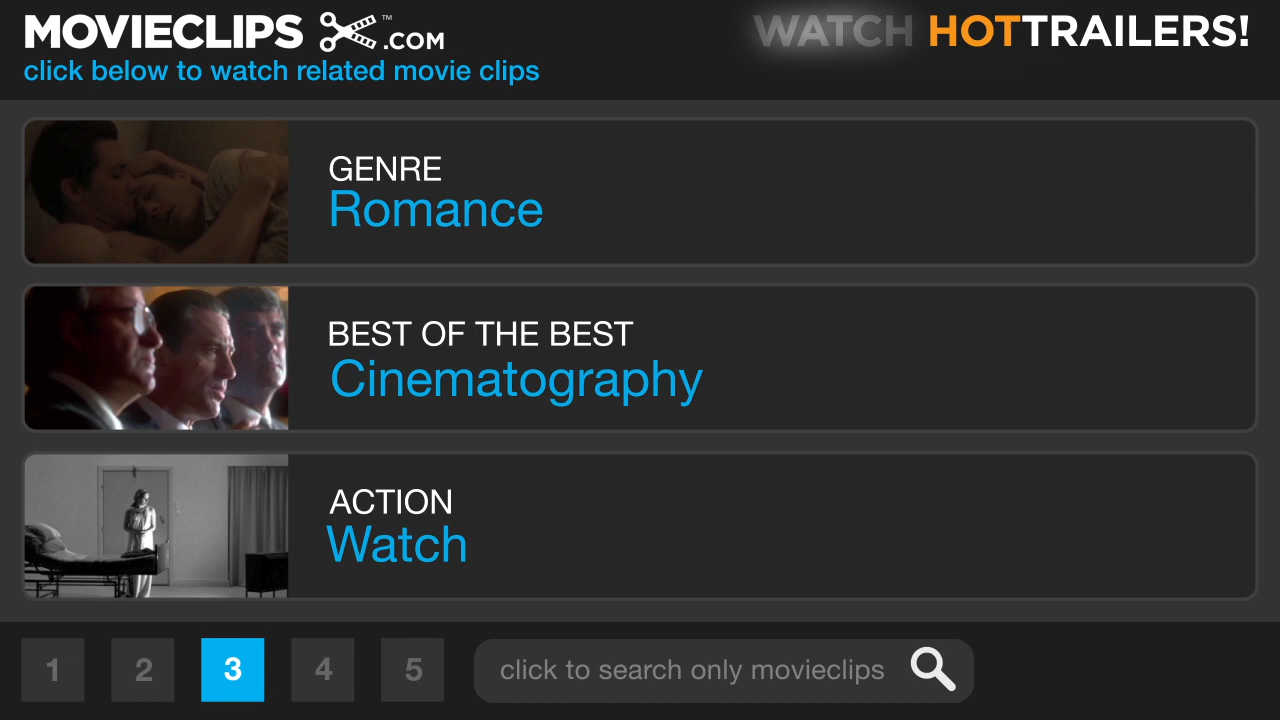 MOVIECLIPS ™.COM
WATCH HOTTRAILERS!
click below to watch related movie clips
GENRE
Romance
BEST OF THE BEST
Cinematography
ACTION
Watch
1 2 3 4 5 click to search only movieclips